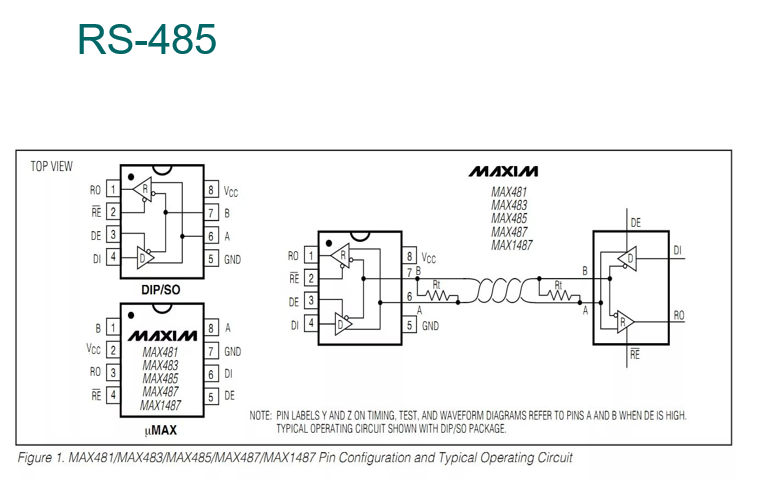 RS-485
TOP VIEW
RO 1
RE 2
DE 3
DI 4
8 VCC
7 B
6 A
5 GND
R
D
DIP/SO
B 1
VCC 2
RO 3
RE 4
8 A
7 GND
6 DI
5 DE
MAXIM
MAX481
MAX483
MAX485
MAX487
MAX1487
µMAX
MAXIM
MAX481
MAX483
MAX485
MAX487
MAX1487
RO 1
RE 2
DE 3
DI 4
R
D
8 VCC
7 B
6
A
5 GND
Rt
Rt
B
A
DE
D
DI
R
RO
RE
NOTE: PIN LABELS Y AND Z ON TIMING, TEST, AND WAVEFORM DIAGRAMS REFER TO PINS A AND B WHEN DE IS HIGH.
TYPICAL OPERATING CIRCUIT SHOWN WITH DIP/SO PACKAGE.
Figure 1. MAX481/MAX483/MAX485/MAX487/MAX1487 Pin Configuration and Typical Operating Circuit